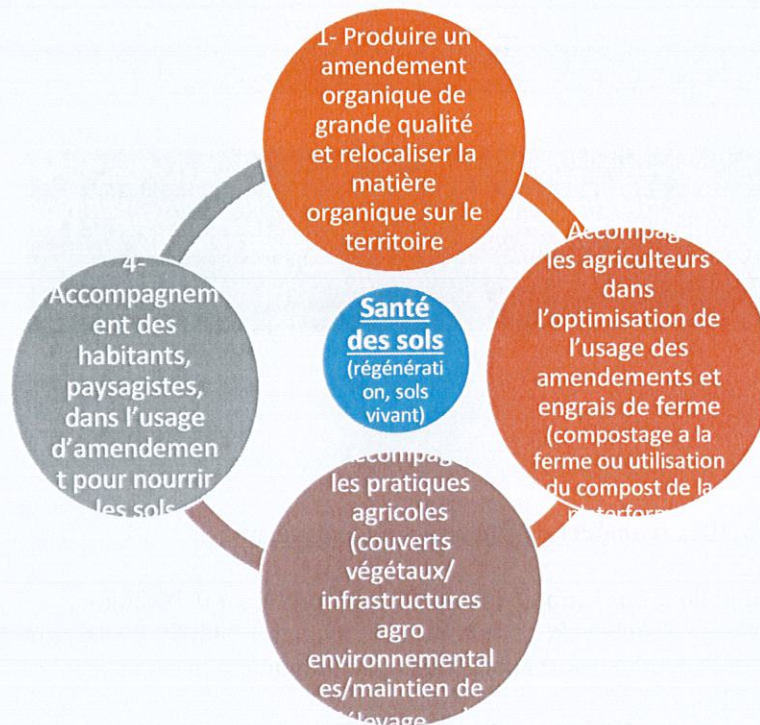 1- Produire un
amendement
organique de
grande qualité
et relocaliser la
matière
organique sur le
territoire
les agriculteurs
dans
l'optimisation de
l'usage des
amendements et
engrais de ferme
(compostage a la
ferme ou utilisation
du compost de la
les pratiques
agricoles
(couverts
végétaux/
infrastructures
agro
environnemental
es/maintien de
4-
Accompagnem
ent des
habitants,
paysagistes,
dans l'usage
d'amendemen
t pour nourrir
les sols
Santé
des sols
(régénérati
on, sols
vivant)